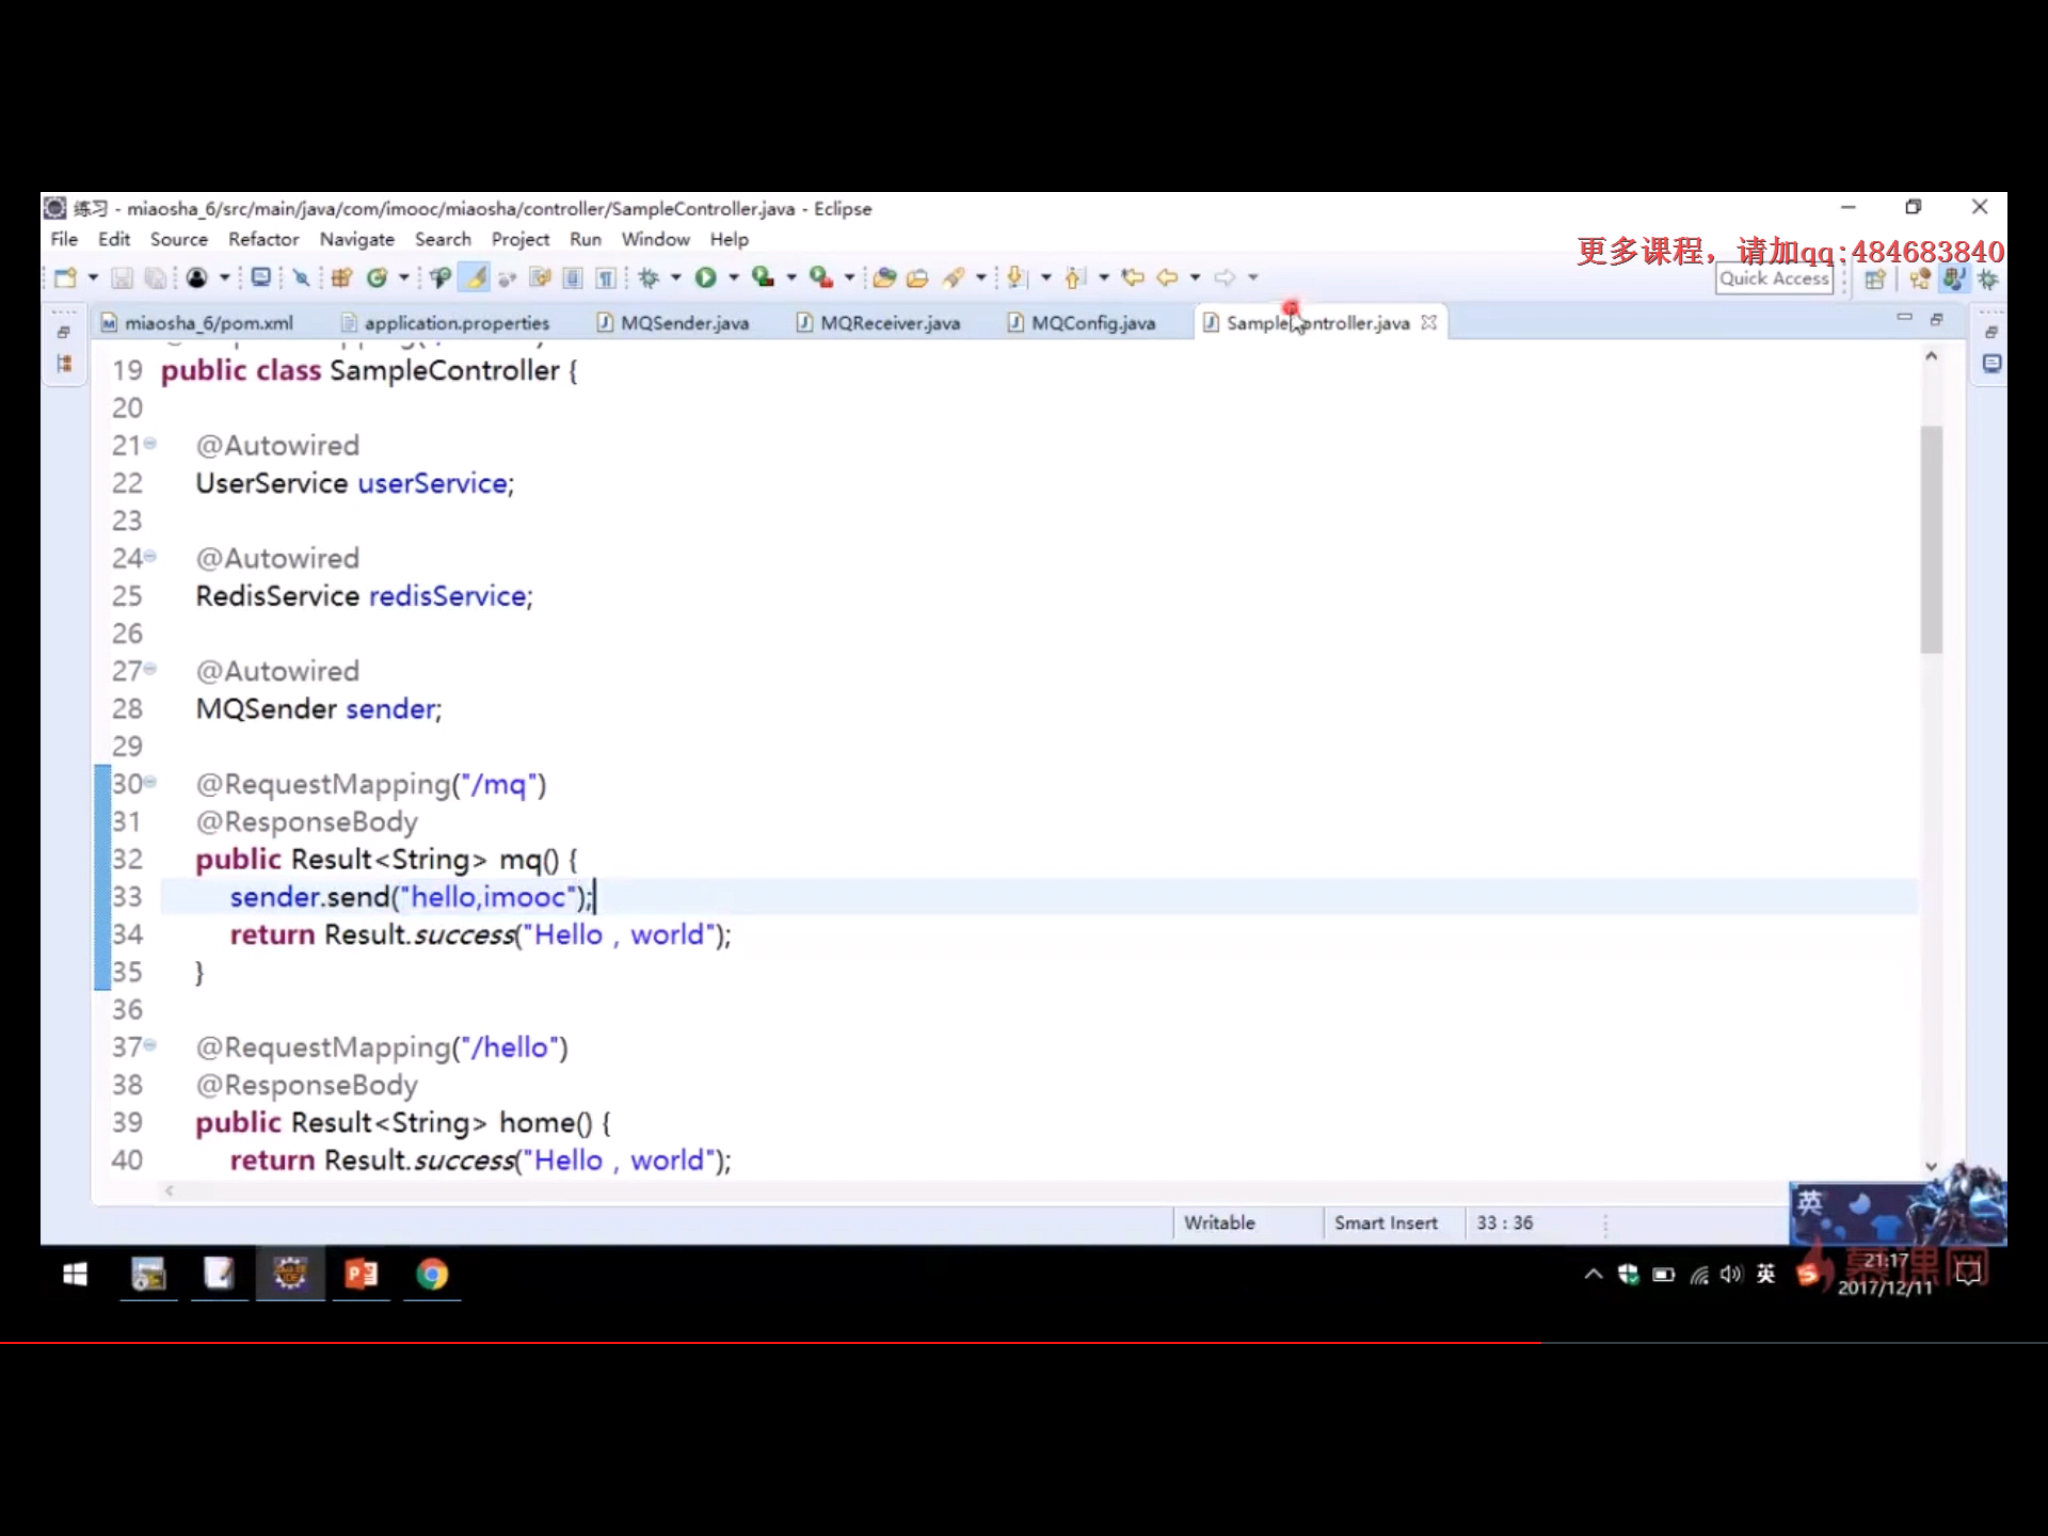 练习 - miaosha_6/src/main/java/com/imooc/miaosha/controller/SampleController.java - Eclipse
File Edit Source Refactor Navigate Search Project Run Window Help
更多课程，请加qq:484683840
Quick Access
miaosha_6/pom.xml application.properties MQSender.java MQReceiver.java MQConfig.java SampleController.java
19 public class SampleController {
20
21 @Autowired
22 UserService userService;
23
24 @Autowired
25 RedisService redisService;
26
27 @Autowired
28 MQSender sender;
29
30 @RequestMapping("/mq")
31 @ResponseBody
32 public Result<String> mq() {
33 sender.send("hello,imooc");
34 return Result.success("Hello , world");
35 }
36
37 @RequestMapping("/hello")
38 @ResponseBody
39 public Result<String> home() {
40 return Result.success("Hello , world");
英
Writable Smart Insert 33 : 36
英
慕课网
21:17
2017/12/11